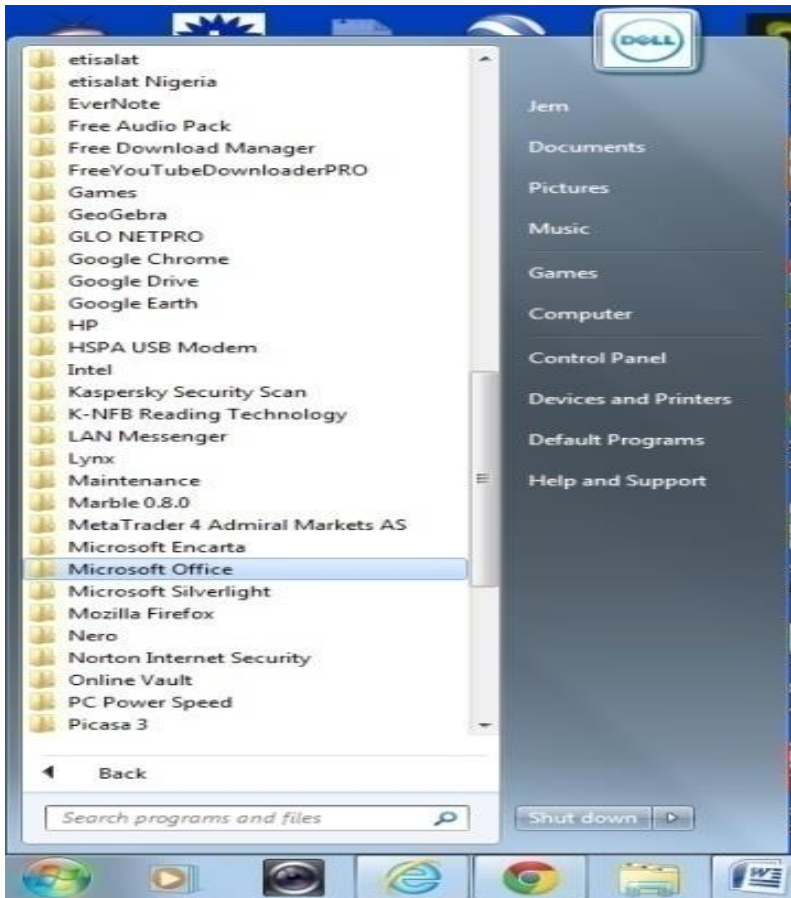 DELL
etisalat
etisalat Nigeria
EverNote
Free Audio Pack
Free Download Manager
FreeYouTubeDownloaderPRO
Games
GeoGebra
GLO NETPRO
Google Chrome
Google Drive
Google Earth
HP
HSPA USB Modem
Intel
Kaspersky Security Scan
K-NFB Reading Technology
LAN Messenger
Lynx
Maintenance
Marble 0.8.0
MetaTrader 4 Admiral Markets AS
Microsoft Encarta
Microsoft Office
Microsoft Silverlight
Mozilla Firefox
Nero
Norton Internet Security
Online Vault
PC Power Speed
Picasa 3
Back
Search programs and files
Jem
Documents
Pictures
Music
Games
Computer
Control Panel
Devices and Printers
Default Programs
Help and Support
Shut down
W